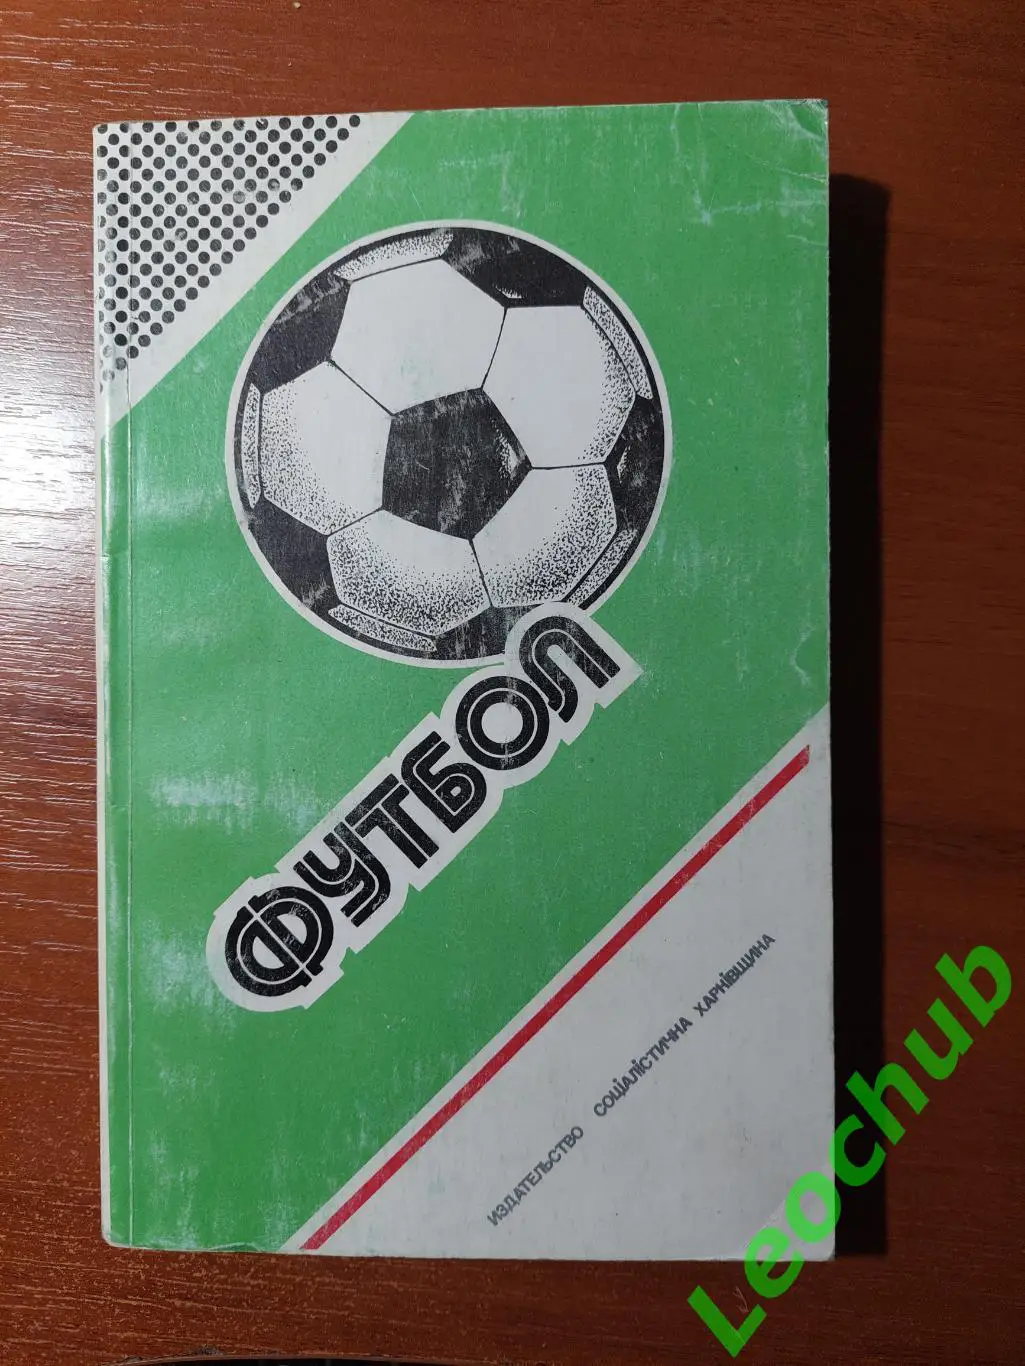 ФУТБОЛ
ИЗДАТЕЛЬСТВО СОЦІАЛІСТИЧНА ХАРКІВЩИНА
Leochub